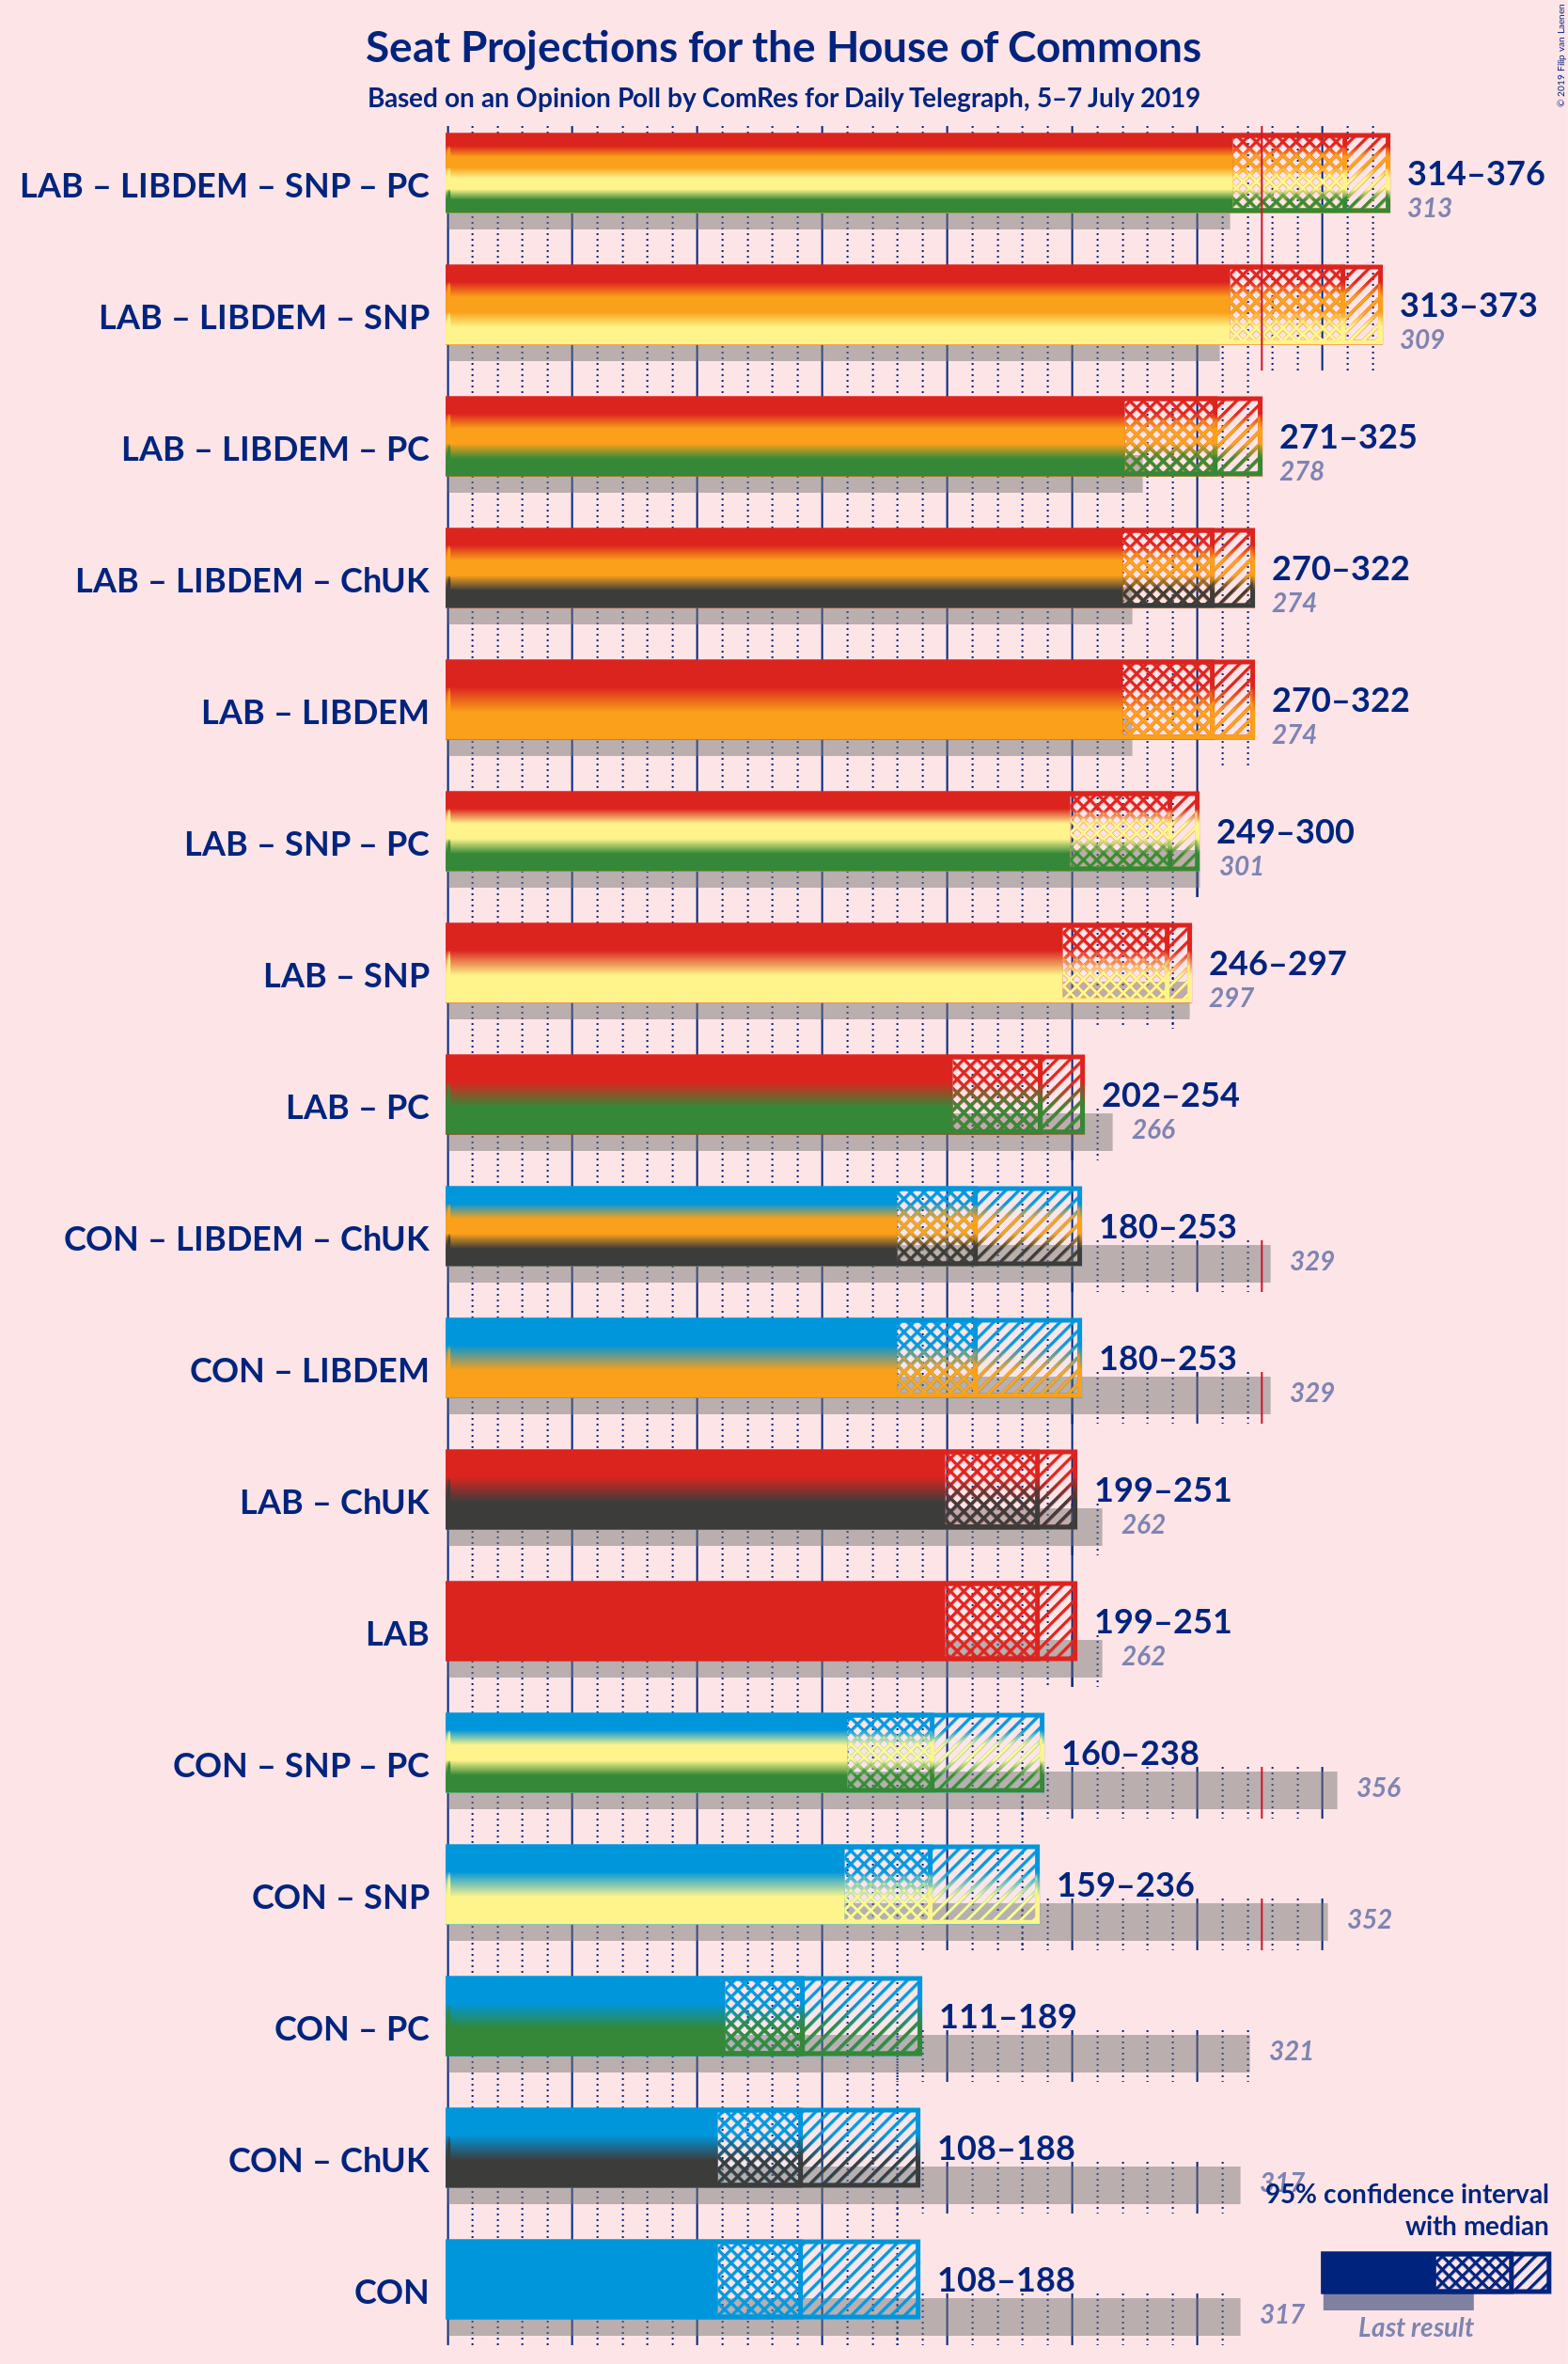 Seat Projections for the House of Commons
Based on an Opinion Poll by ComRes for Daily Telegraph, 5–7 July 2019
© 2019 Filip van Laenen
LAB – LIBDEM – SNP – PC
314–376
313
LAB – LIBDEM – SNP
313–373
309
LAB – LIBDEM – PC
271–325
278
LAB – LIBDEM – ChUK
270–322
274
LAB – LIBDEM
270–322
274
LAB – SNP – PC
249–300
301
LAB – SNP
246–297
297
LAB – PC
202–254
266
CON – LIBDEM – ChUK
180–253
329
CON – LIBDEM
180–253
329
LAB – ChUK
199–251
262
LAB
199–251
262
CON – SNP – PC
160–238
356
CON – SNP
159–236
352
CON – PC
111–189
321
CON – ChUK
108–188
317
CON
108–188
317
95% confidence interval
with median
Last result